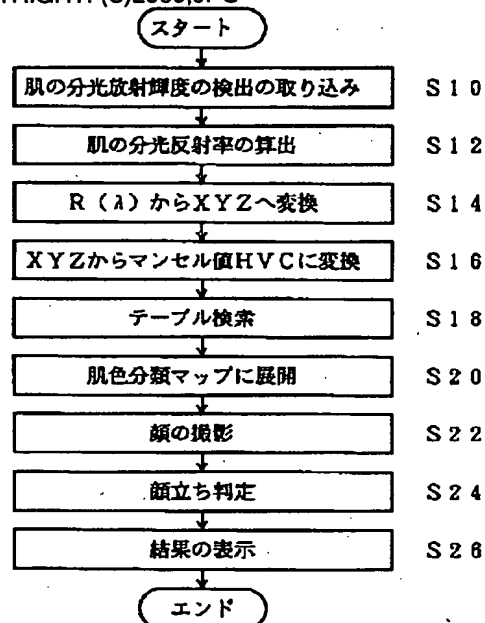 (C)2000,JPO
スタート
肌の分光放射輝度の検出の取り込み S10
肌の分光反射率の算出 S12
R(λ)からXYZへ変換 S14
XYZからマンセル値HVCに変換 S16
テーブル検索 S18
肌色分類マップに展開 S20
顔の撮影 S22
顔立ち判定 S24
結果の表示 S26
エンド